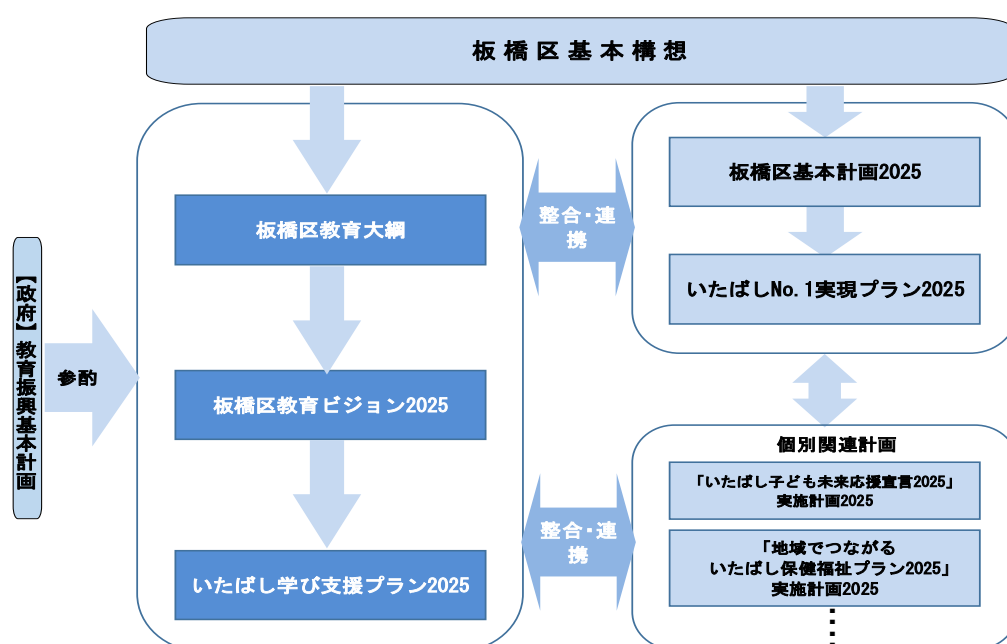 板橋区基本構想
【政府】教育振興基本計画
参酌
板橋区教育大綱
板橋区教育ビジョン2025
いたばし学び支援プラン2025
整合・連
携
整合・連
携
板橋区基本計画2025
いたばしNo.1実現プラン2025
個別関連計画
「いたばし子ども未来応援宣言2025」
実施計画2025
「地域でつながる
いたばし保健福祉プラン2025」
実施計画2025